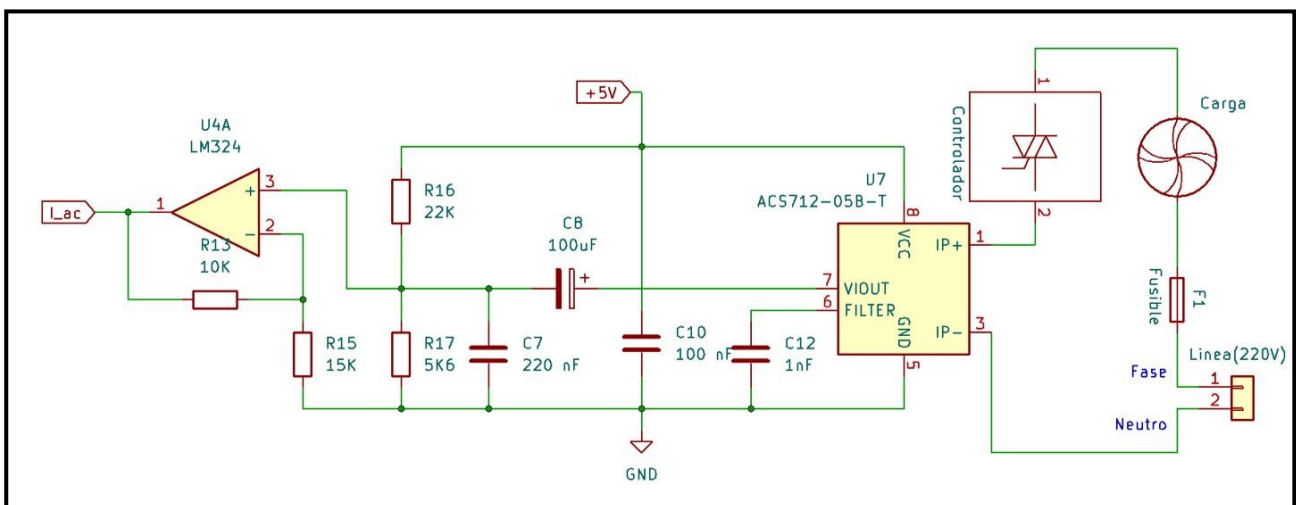 U4A
LM324
I_ac
1
3
+
2
-
R13
10K
R15
15K
R16
22K
R17
5K6
C7
220 nF
C8
100uF
+
+5V
C10
100 nF
C12
1nF
GND
U7
ACS712-05B-T
8
VCC
7
VIOUT
6
FILTER
GND
5
IP+
1
IP-
3
Controlador
1
2
Carga
F1
Fusible
Linea(220V)
Fase
1
2
Neutro